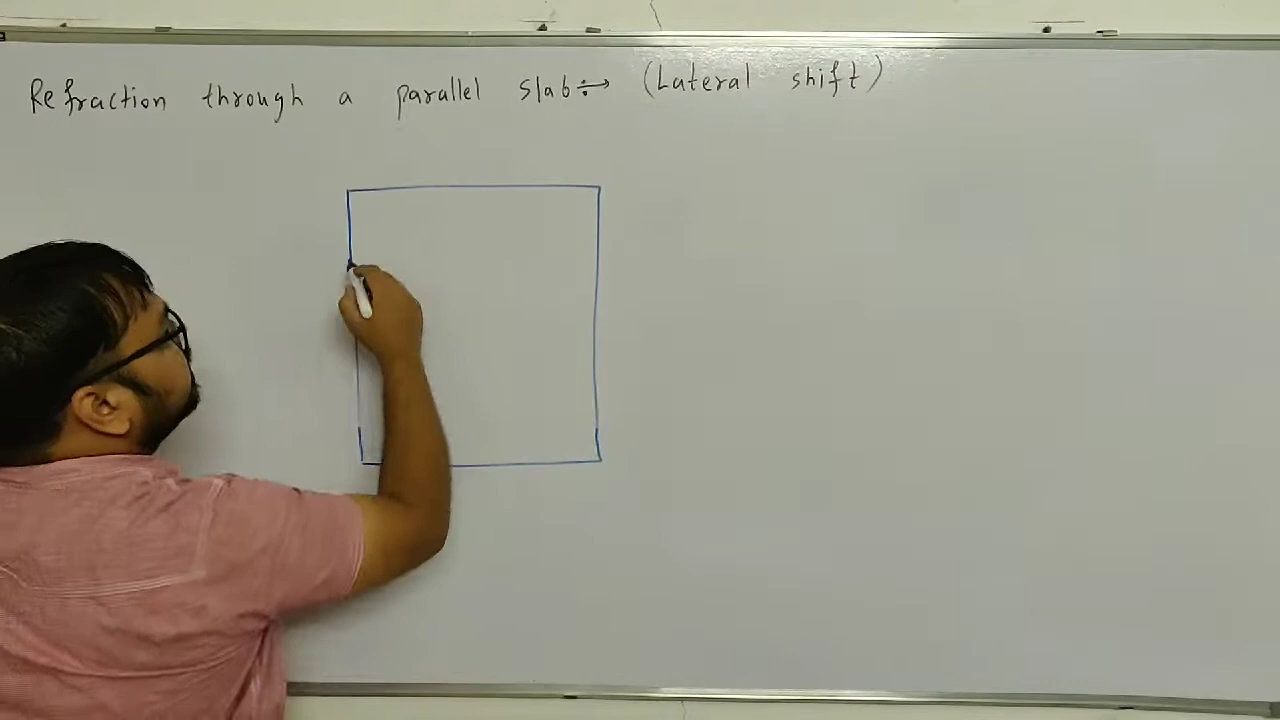 Refraction through a parallel slab ÷→ (Lateral shift)